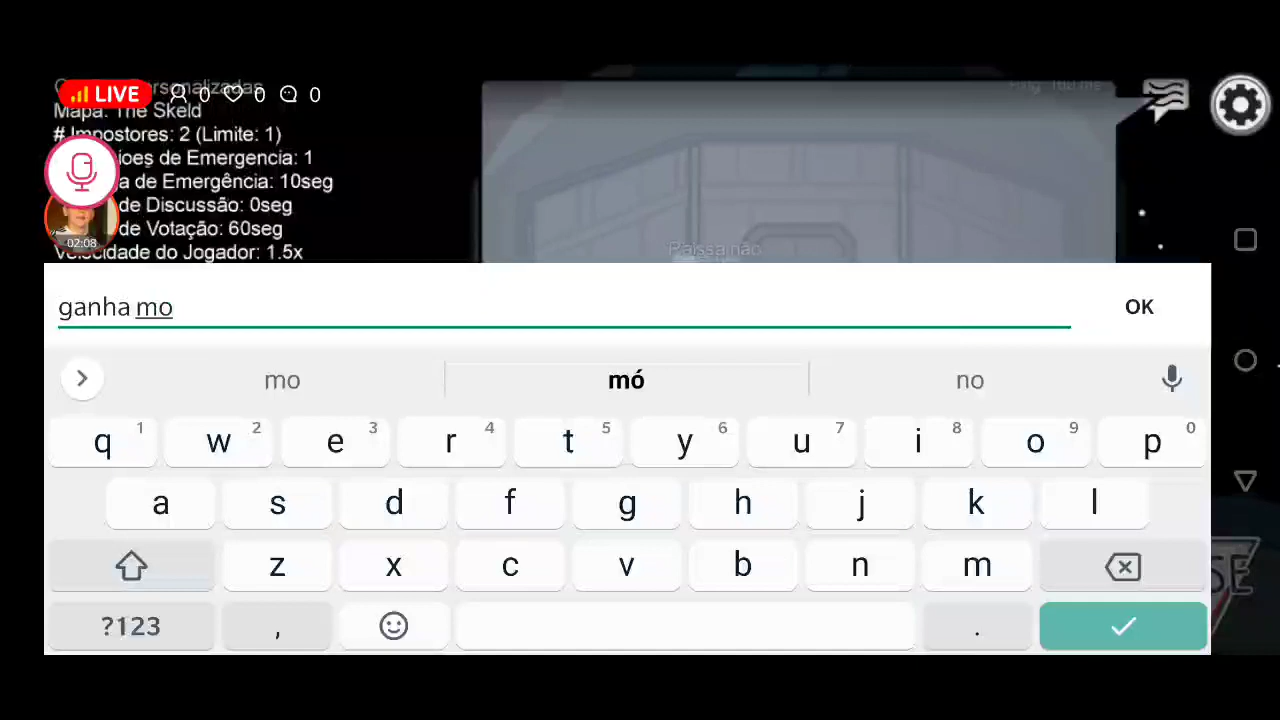 LIVE 0 0 0
Mapa: The Skeld
# Impostores: 2 (Limite: 1)
de Emergencia: 1
de Emergência: 10seg
de Discussão: 0seg
02:08
de Votação: 60seg
Velocidade do Jogador: 1.5x
não
ganha mo
OK
mo mó no
q 1 w 2 e 3 r 4 t 5 y 6 u 7 i 8 o 9 p 0
a s d f g h j k l
z x c v b n m
?123 , .